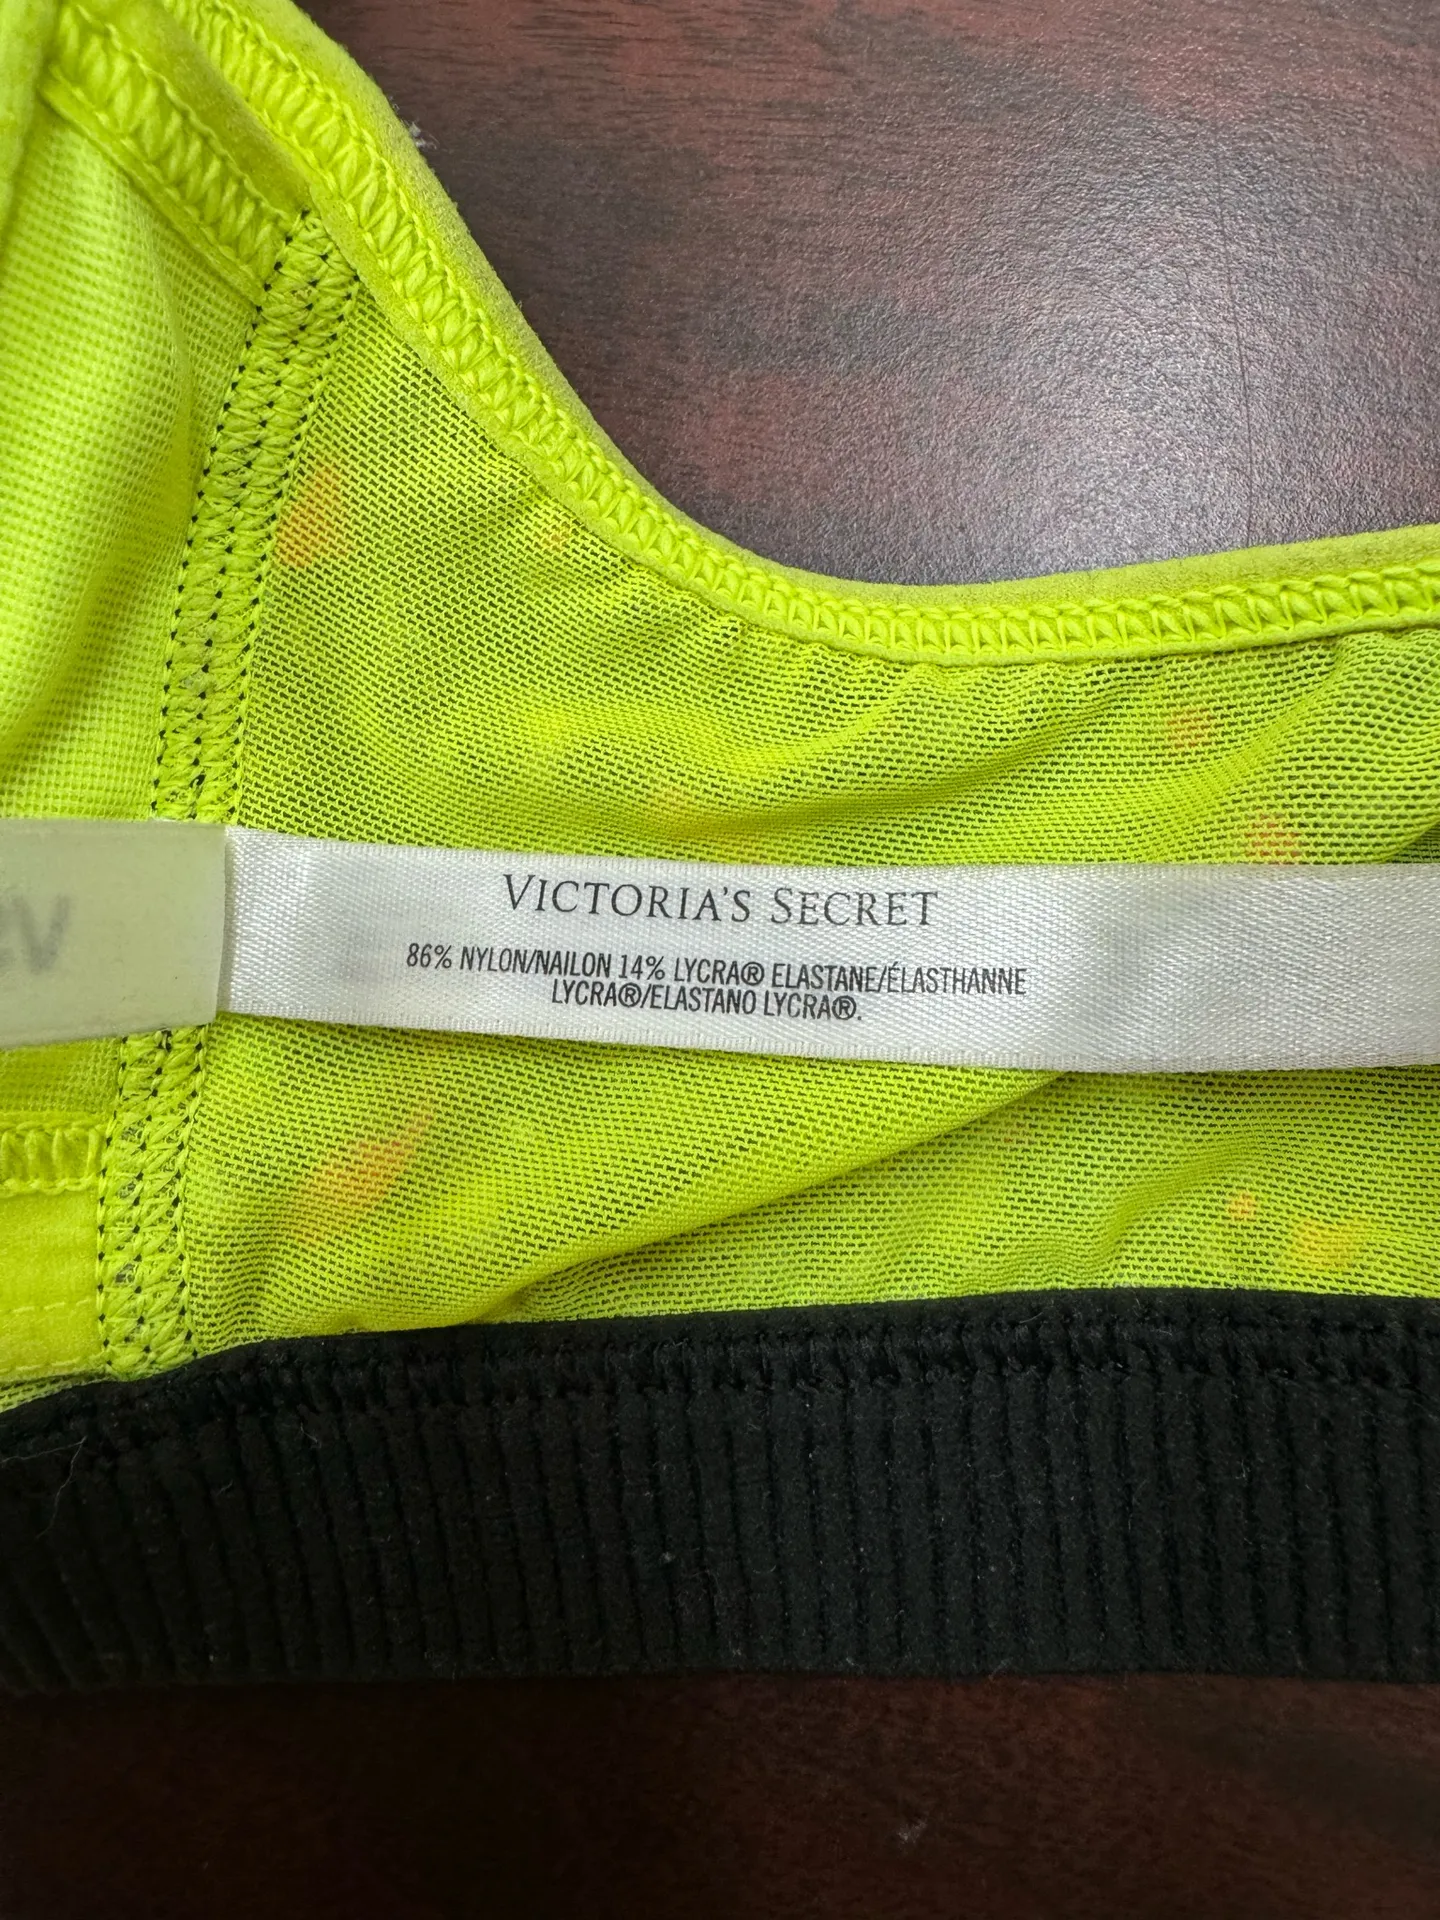 VICTORIA'S SECRET
86% NYLON/NAILON 14% LYCRA® ELASTANE/ÉLASTHANNE
LYCRA®/ELASTANO LYCRA®.